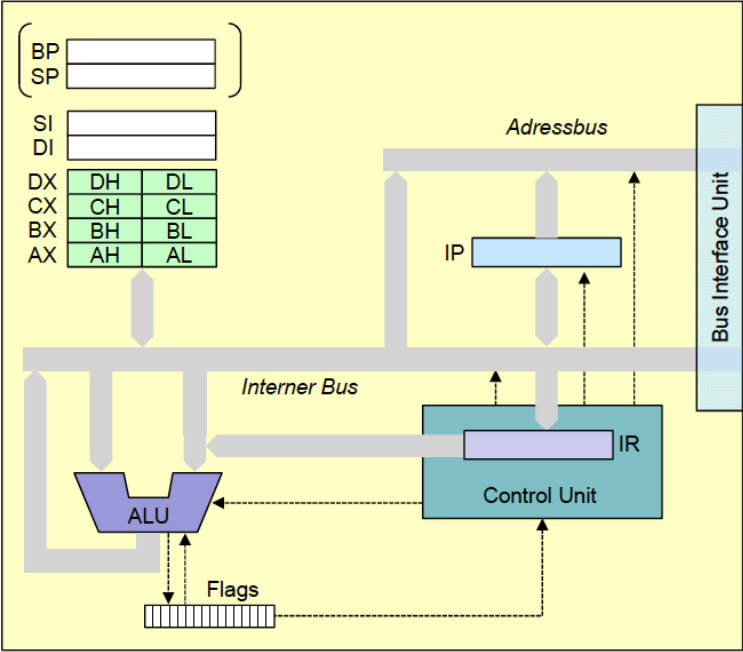 BP
SP
SI
DI
Adressbus
DX DH DL
CX CH CL
BX BH BL
AX AH AL
IP
Bus Interface Unit
Interner Bus
IR
Control Unit
ALU
Flags